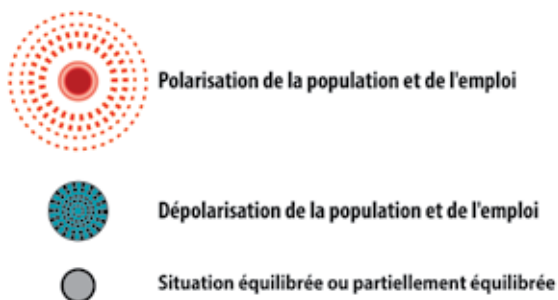 Polarisation de la population et de l'emploi
Dépolarisation de la population et de l'emploi
Situation équilibrée ou partiellement équilibrée